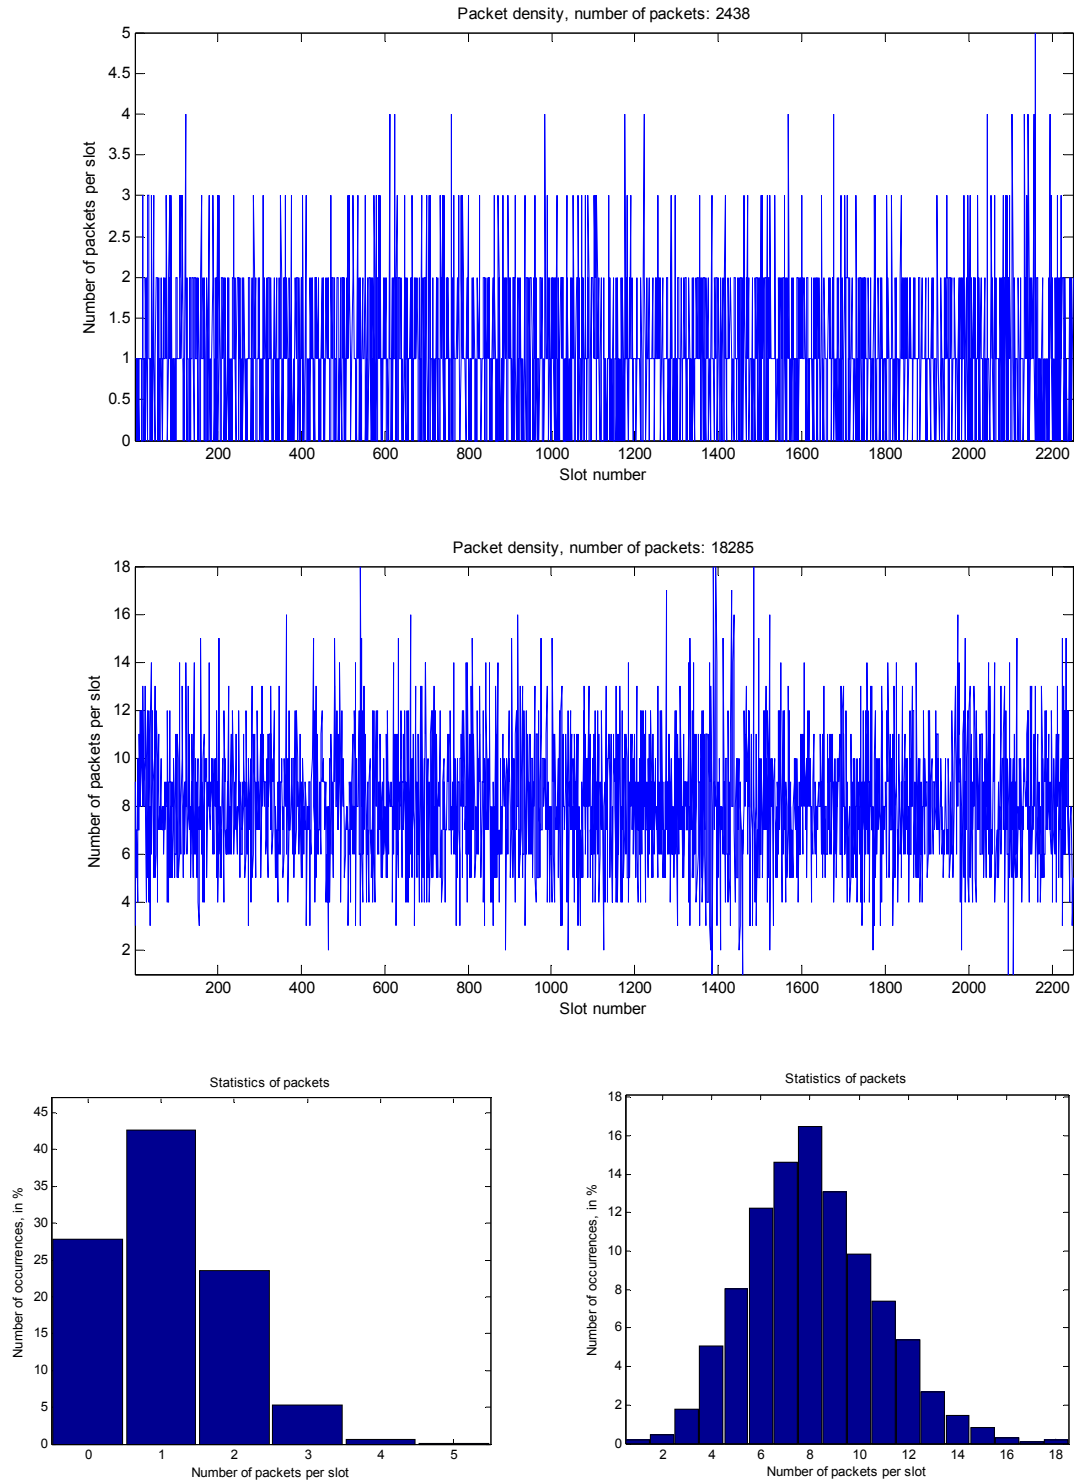 Packet density, number of packets: 2438
5
4.5
4
3.5
3
2.5
2
1.5
1
0.5
0
Number of packets per slot
200 400 600 800 1000 1200 1400 1600 1800 2000 2200
Slot number
Packet density, number of packets: 18285
18
16
14
12
10
8
6
4
2
Number of packets per slot
200 400 600 800 1000 1200 1400 1600 1800 2000 2200
Slot number
Statistics of packets
45
40
35
30
25
20
15
10
5
0
Number of occurrences, in %
0 1 2 3 4 5
Number of packets per slot
Statistics of packets
18
16
14
12
10
8
6
4
2
0
Number of occurrences, in %
2 4 6 8 10 12 14 16 18
Number of packets per slot